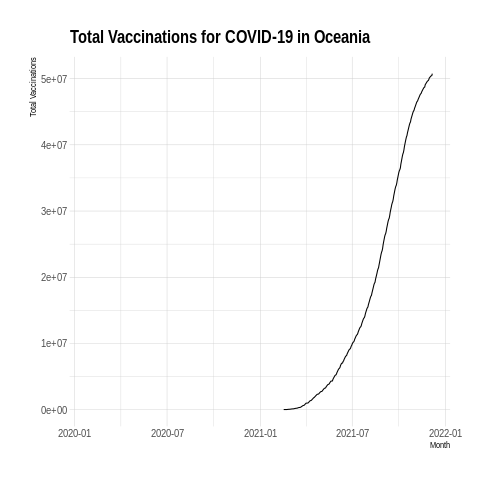 Total Vaccinations for COVID-19 in Oceania
Total Vaccinations
5e+07
4e+07
3e+07
2e+07
1e+07
0e+00
2020-01 2020-07 2021-01 2021-07 2022-01
Month